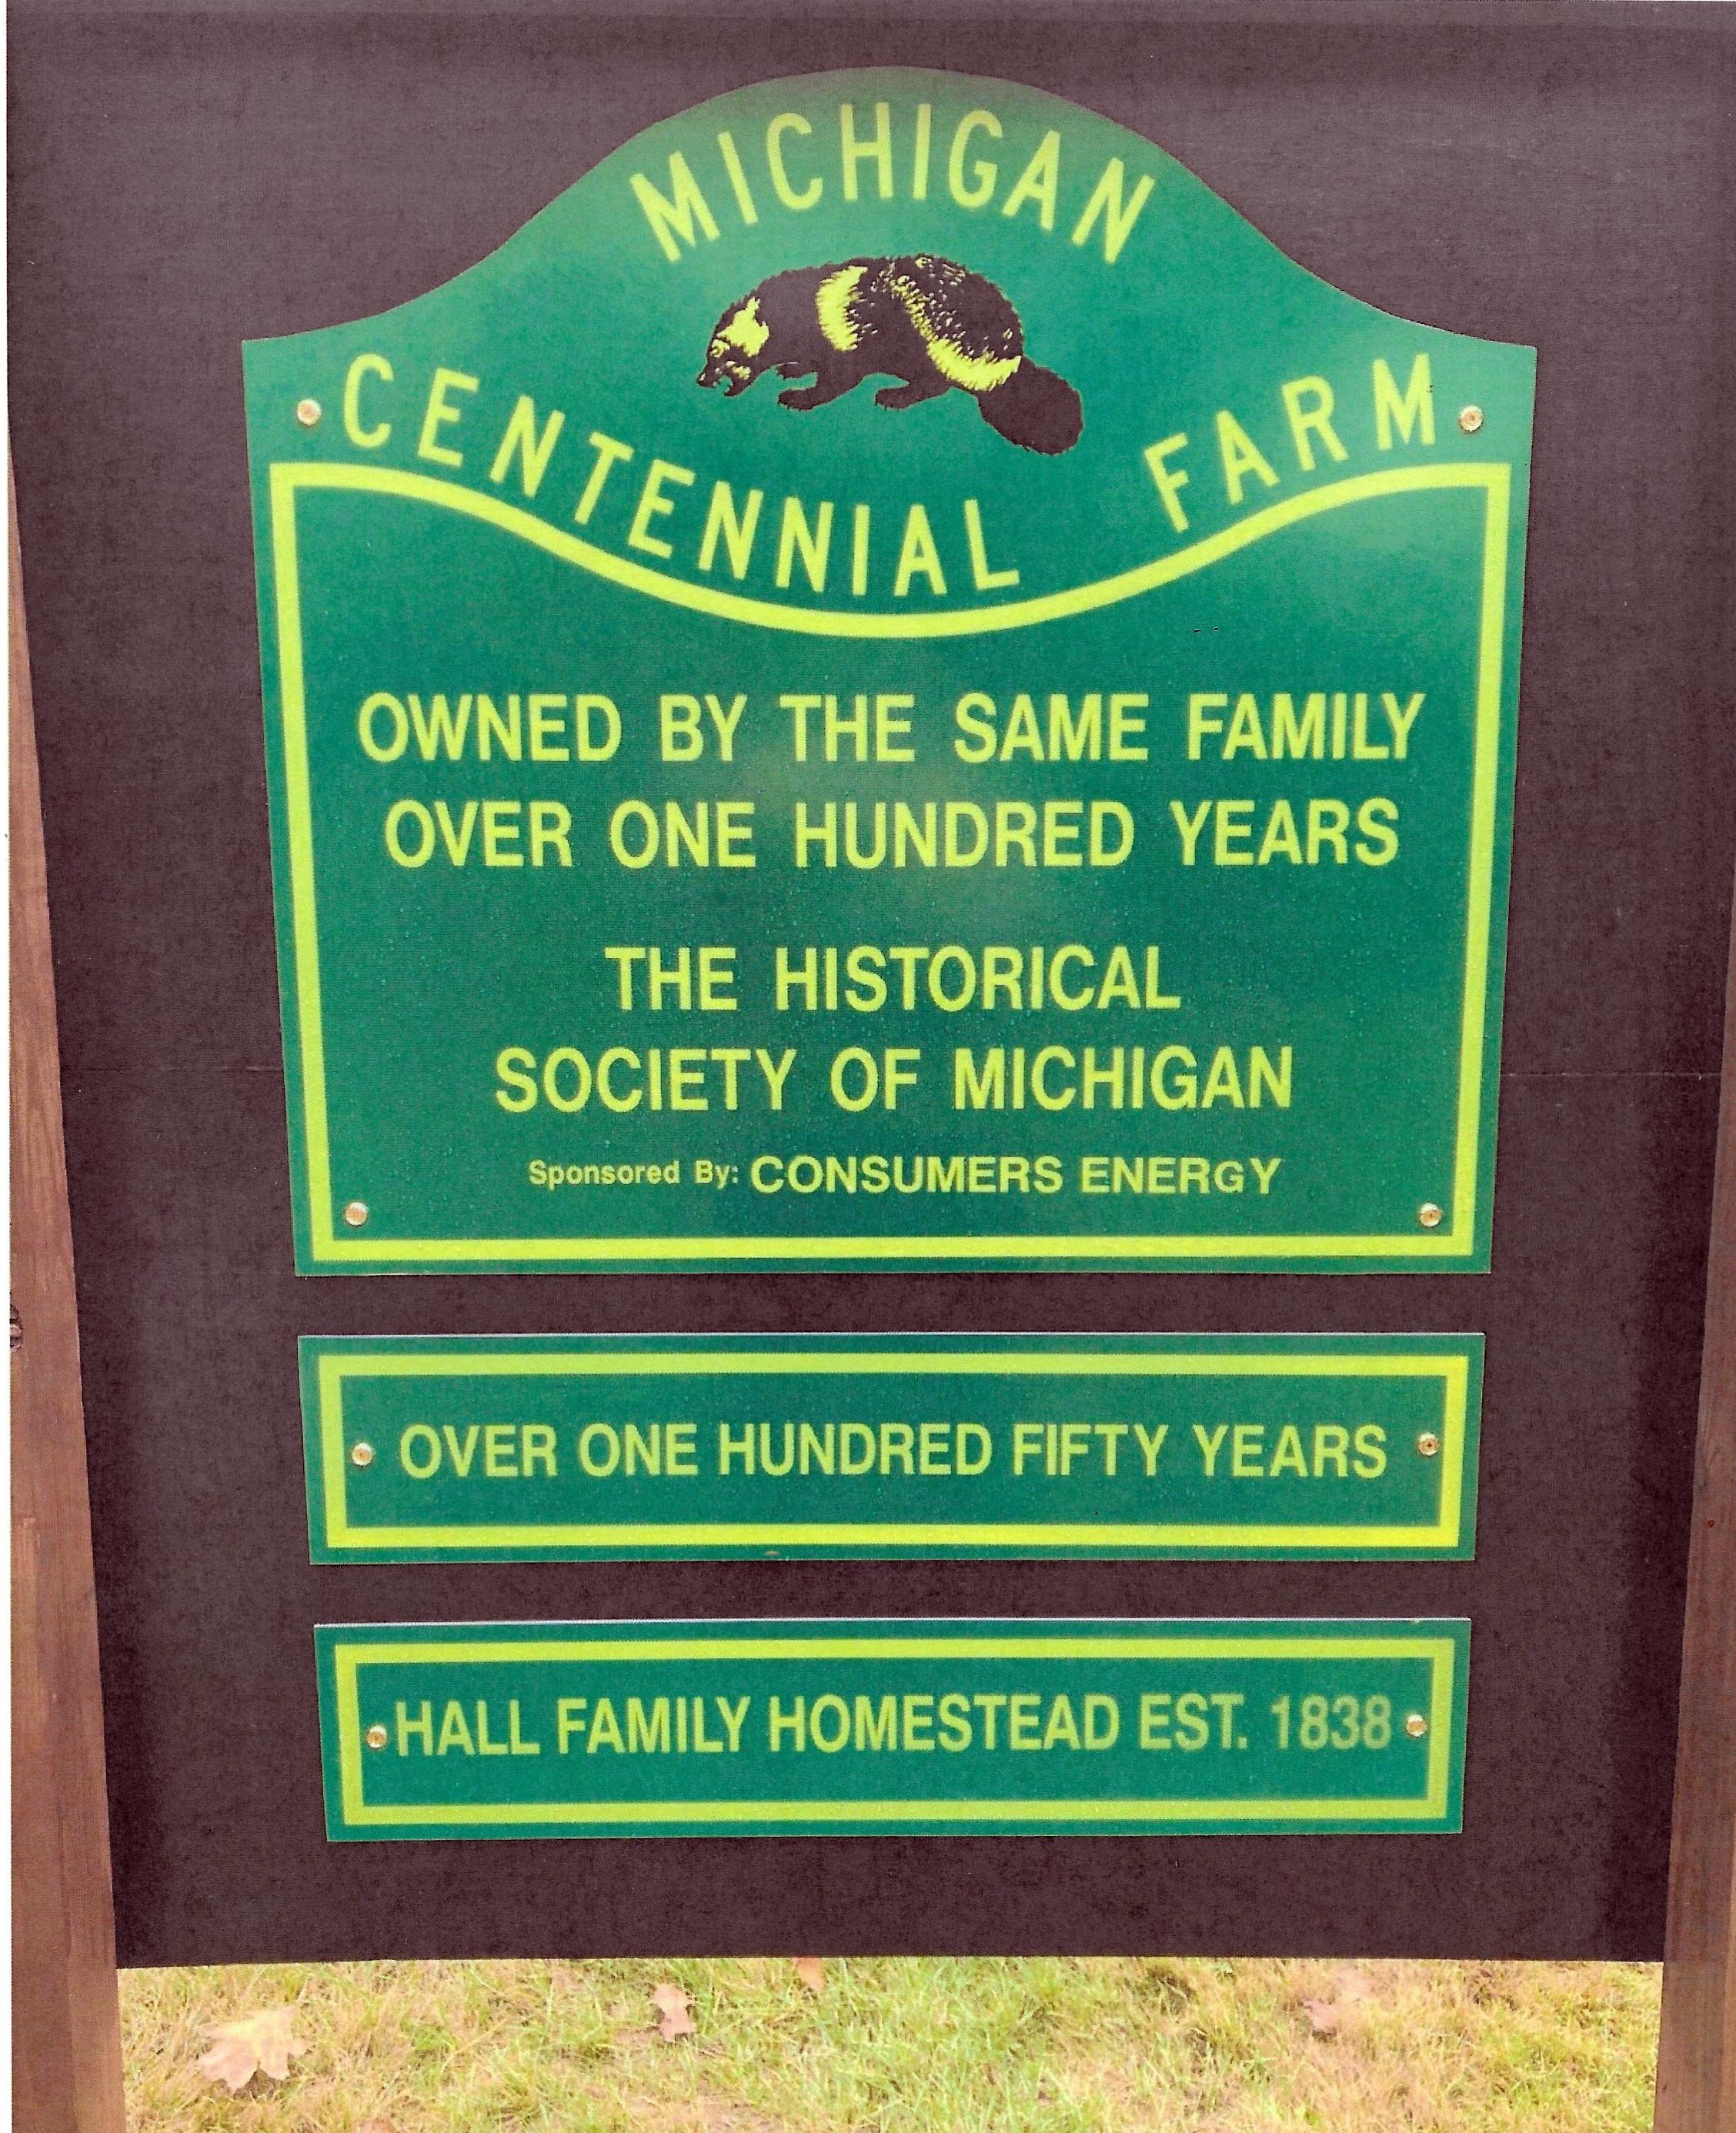 MICHIGAN
CENTENNIAL FARM
OWNED BY THE SAME FAMILY
OVER ONE HUNDRED YEARS
THE HISTORICAL
SOCIETY OF MICHIGAN
Sponsored By: CONSUMERS ENERGY
OVER ONE HUNDRED FIFTY YEARS
HALL FAMILY HOMESTEAD EST. 1838